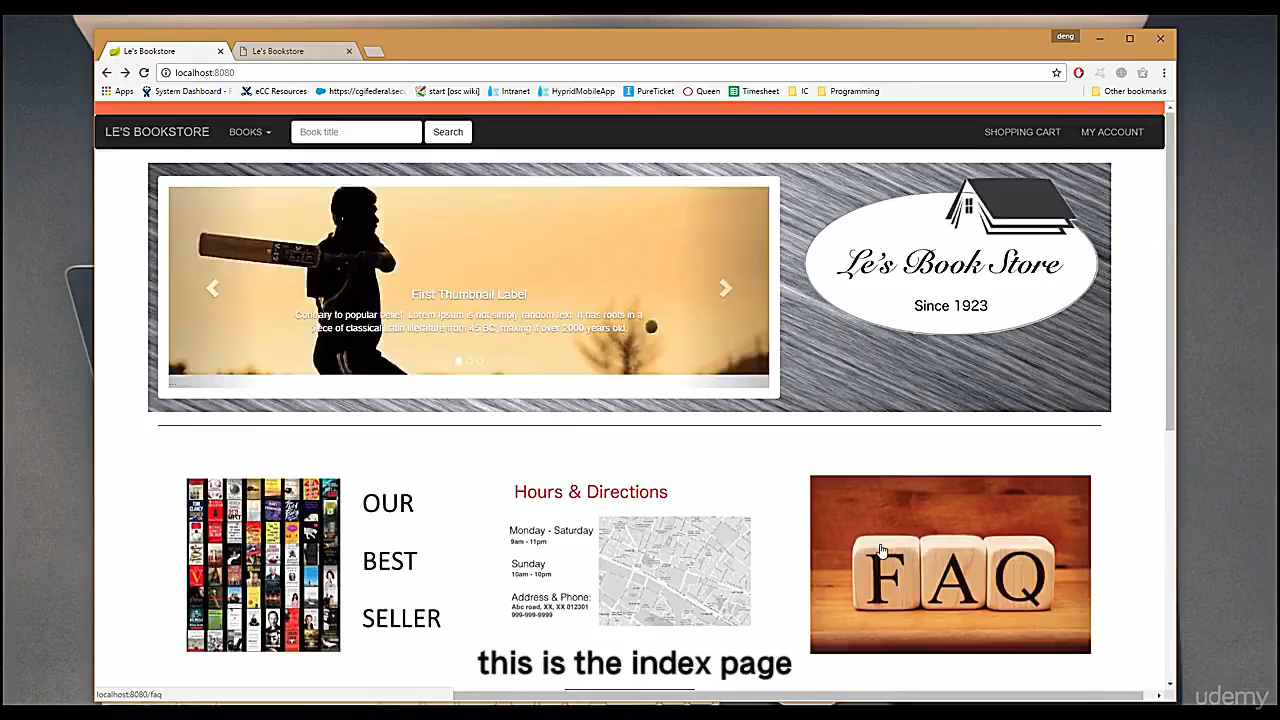 deng
Le's Bookstore
Le's Bookstore
localhost:8080
Apps
System Dashboard - F
eCC Resources
https://cgifederal.secu
start [osc wiki]
Intranet
HypridMobileApp
PureTicket
Queen
Timesheet
IC
Programming
Other bookmarks
LE'S BOOKSTORE
BOOKS
Book title
Search
SHOPPING CART
MY ACCOUNT
First Thumbnail Label
Contrary to popular belief, Lorem Ipsum is not simply random text. It has roots in a
piece of classical Latin literature from 45 BC, making it over 2000 years old.
Le's Book Store
Since 1923
OUR
BEST
SELLER
Hours & Directions
Monday - Saturday
9am - 11pm
Sunday
10am - 10pm
Address & Phone:
Abc road, XX, XX 012301
999-999-9999
FAQ
this is the index page
localhost:8080/faq
udemy